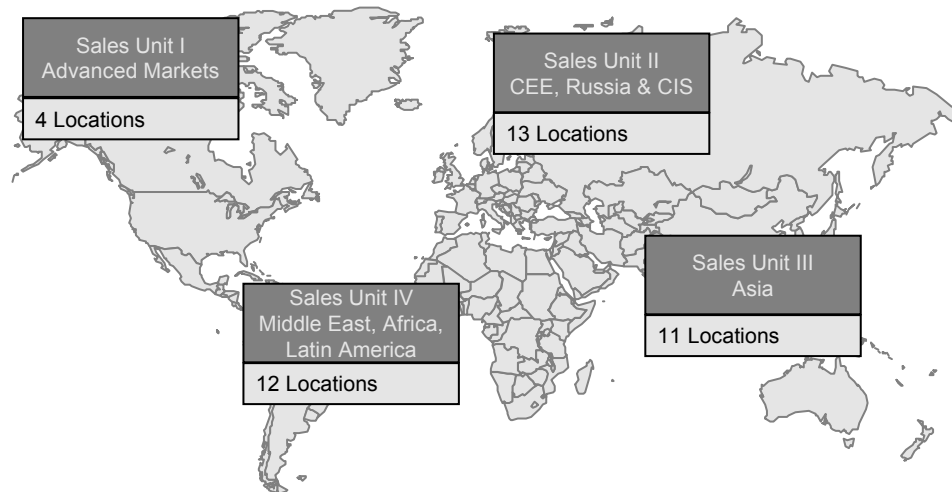 Sales Unit I
Advanced Markets
4 Locations
Sales Unit II
CEE, Russia & CIS
13 Locations
Sales Unit III
Asia
11 Locations
Sales Unit IV
Middle East, Africa,
Latin America
12 Locations